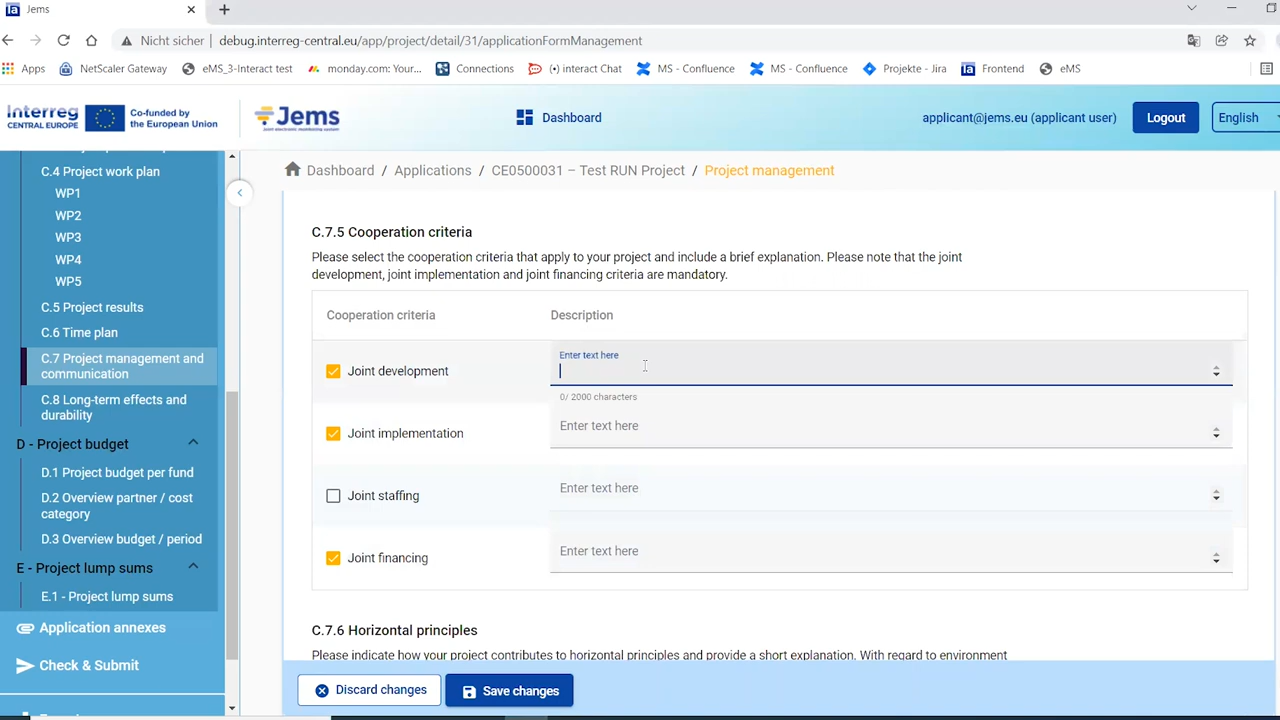 Jems
Nicht sicher debug.interreg-central.eu/app/project/detail/31/applicationFormManagement
Apps NetScaler Gateway eMS_3-Interact test monday.com: Your... Connections (•) interact Chat MS - Confluence MS - Confluence Projekte - Jira Frontend eMS
Interreg
CENTRAL EUROPE
Co-funded by
the European Union
Jems
Joint electronic monitoring system
Dashboard
applicant@jems.eu (applicant user)
Logout
English
Dashboard / Applications / CE0500031 – Test RUN Project / Project management
C.4 Project work plan
WP1
WP2
WP3
WP4
WP5
C.5 Project results
C.6 Time plan
C.7 Project management and
communication
C.8 Long-term effects and
durability
D - Project budget
D.1 Project budget per fund
D.2 Overview partner / cost
category
D.3 Overview budget / period
E - Project lump sums
E.1 - Project lump sums
Application annexes
Check & Submit
C.7.5 Cooperation criteria
Please select the cooperation criteria that apply to your project and include a brief explanation. Please note that the joint
development, joint implementation and joint financing criteria are mandatory.
Cooperation criteria Description
Enter text here
Joint development
0/ 2000 characters
Enter text here
Joint implementation
Enter text here
Joint staffing
Enter text here
Joint financing
C.7.6 Horizontal principles
Please indicate how your project contributes to horizontal principles and provide a short explanation. With regard to environment
Discard changes
Save changes